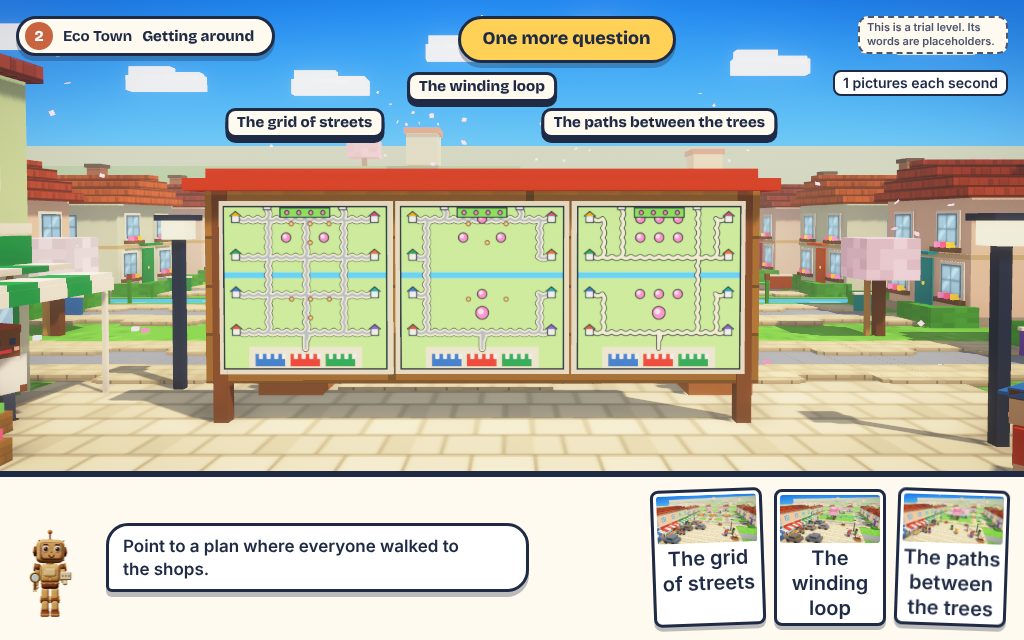 2 Eco Town Getting around
One more question
This is a trial level. Its
words are placeholders.
1 pictures each second
The winding loop
The grid of streets
The paths between the trees
Point to a plan where everyone walked to
the shops.
The grid
of streets
The
winding
loop
The paths
between
the trees